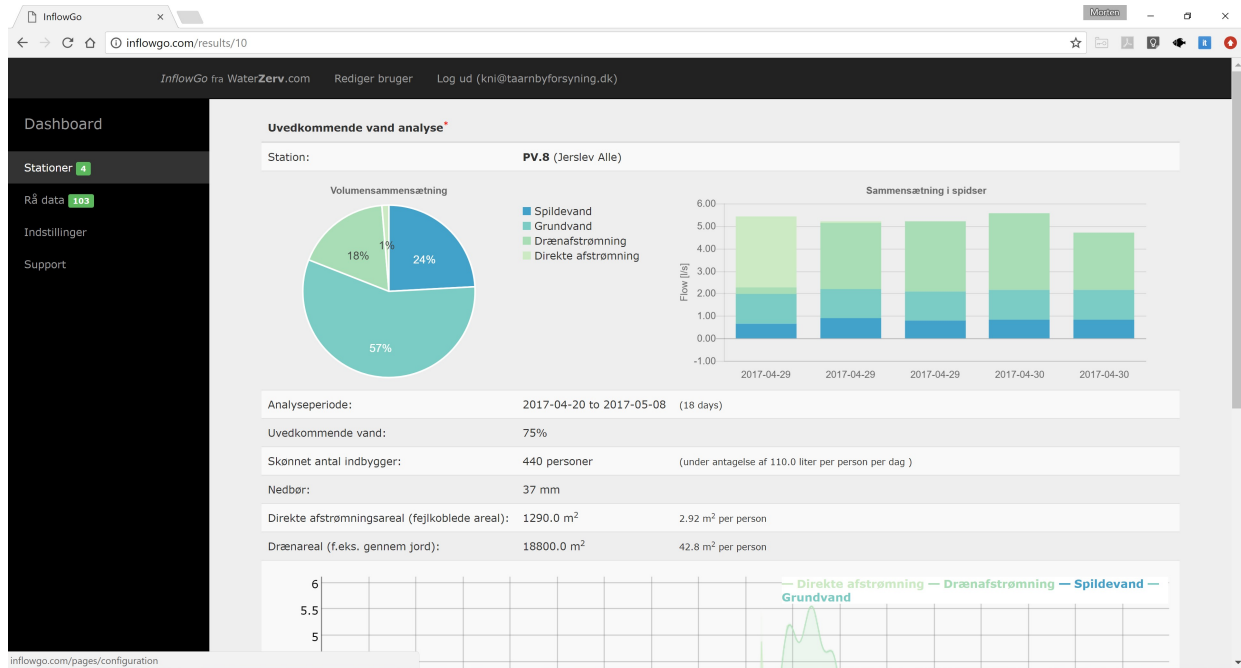 InflowGo
Morten
inflowgo.com/results/10
InflowGo fra WaterZerv.com Rediger bruger Log ud (kni@taarnbyforsyning.dk)
Dashboard
Stationer 4
Rå data 103
Indstillinger
Support
Uvedkommende vand analyse*
Station: PV.8 (Jerslev Alle)
Volumensammensætning
24%
57%
18%
1%
Spildevand
Grundvand
Drænafstrømning
Direkte afstrømning
Sammensætning i spidser
Flow [l/s]
6.00
5.00
4.00
3.00
2.00
1.00
0.00
-1.00
2017-04-29 2017-04-29 2017-04-29 2017-04-30 2017-04-30
Analyseperiode: 2017-04-20 to 2017-05-08 (18 days)
Uvedkommende vand: 75%
Skønnet antal indbygger: 440 personer (under antagelse af 110.0 liter per person per dag )
Nedbør: 37 mm
Direkte afstrømningsareal (fejlkoblede areal): 1290.0 m² 2.92 m² per person
Drænareal (f.eks. gennem jord): 18800.0 m² 42.8 m² per person
6
5.5
5
— Direkte afstrømning — Drænafstrømning — Spildevand —
Grundvand
inflowgo.com/pages/configuration